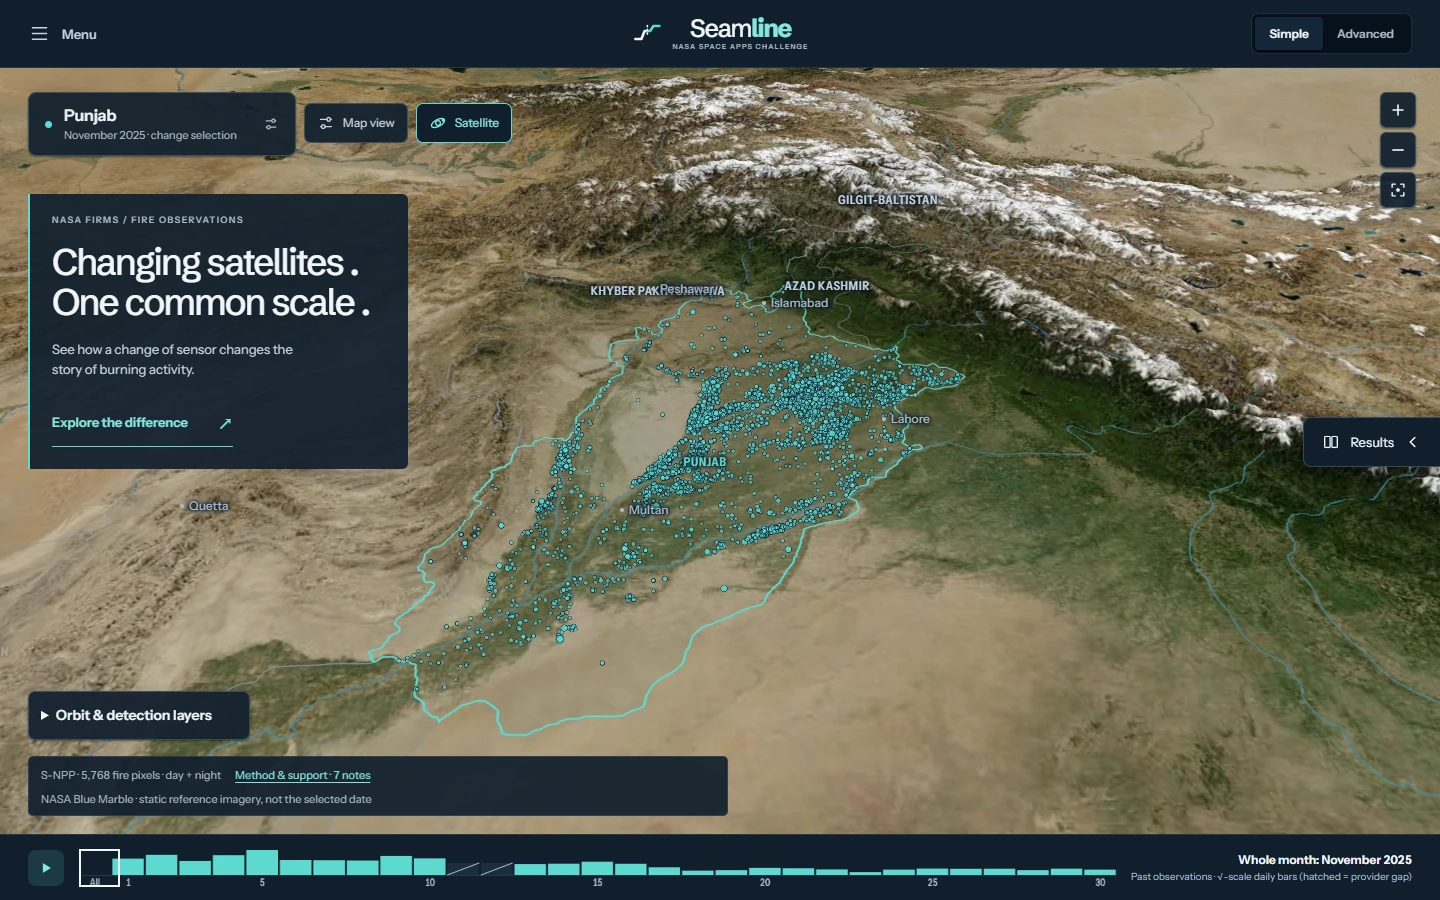 Menu
Seamline
NASA SPACE APPS CHALLENGE
Simple
Advanced
Punjab
November 2025 · change selection
Map view
Satellite
+
−
GILGIT-BALTISTAN
NASA FIRMS / FIRE OBSERVATIONS
Changing satellites.
One common scale.
See how a change of sensor changes the
story of burning activity.
Explore the difference ↗
KHYBER
Peshawar
AZAD KASHMIR
Islamabad
Lahore
Results
PUNJAB
Quetta
Multan
N
Orbit & detection layers
S-NPP · 5,768 fire pixels · day + night Method & support · 7 notes
NASA Blue Marble · static reference imagery, not the selected date
All 1 5 10 15 20 25 30
Whole month: November 2025
Past observations · √-scale daily bars (hatched = provider gap)